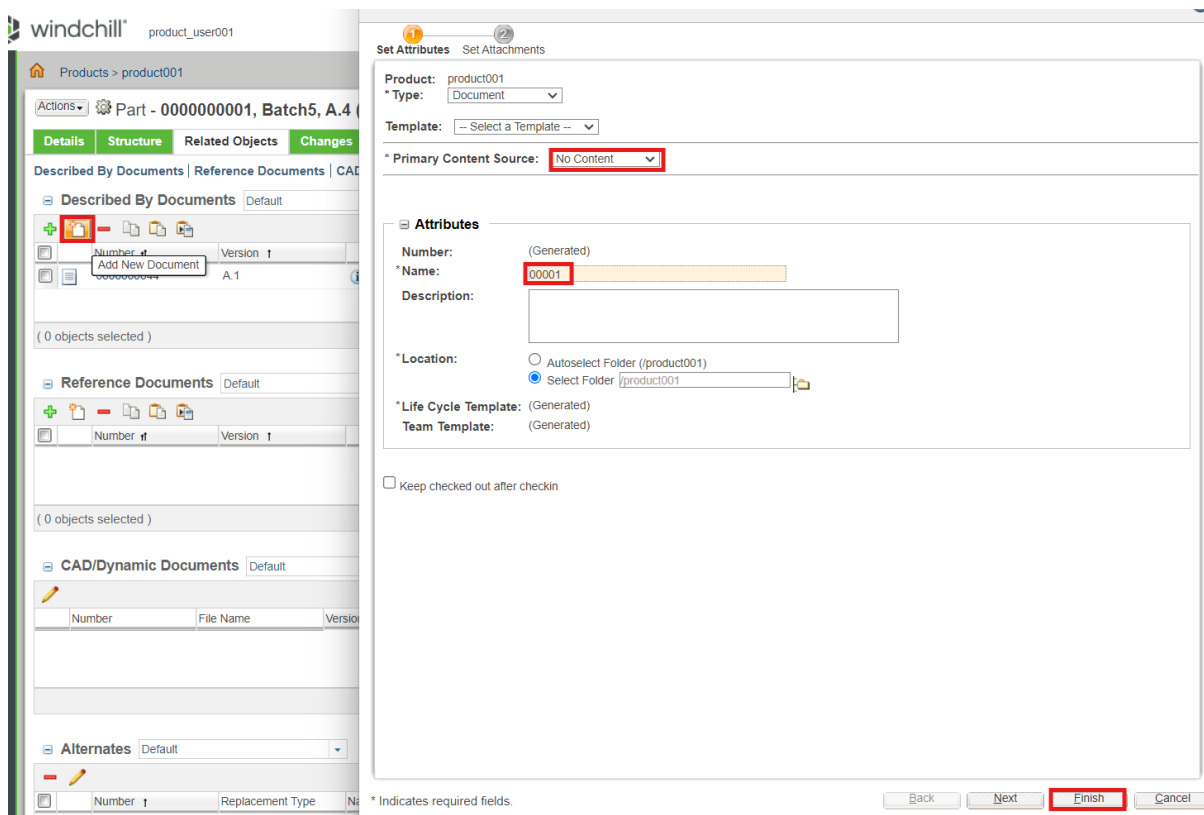 windchill® product_user001
Products > product001
Actions Part - 0000000001, Batch5, A.4 (
Details Structure Related Objects Changes
Described By Documents | Reference Documents | CAD
Described By Documents Default
Number Version
Add New Document
A.1
( 0 objects selected )
Reference Documents Default
Number Version
( 0 objects selected )
CAD/Dynamic Documents Default
Number File Name Version
Alternates Default
Number Replacement Type Na
1 2
Set Attributes Set Attachments
Product: product001
* Type: Document
Template: -- Select a Template --
* Primary Content Source: No Content
Attributes
Number: (Generated)
*Name: 00001
Description:
*Location: Autoselect Folder (/product001)
Select Folder /product001
*Life Cycle Template: (Generated)
Team Template: (Generated)
Keep checked out after checkin
* Indicates required fields.
Back Next Finish Cancel